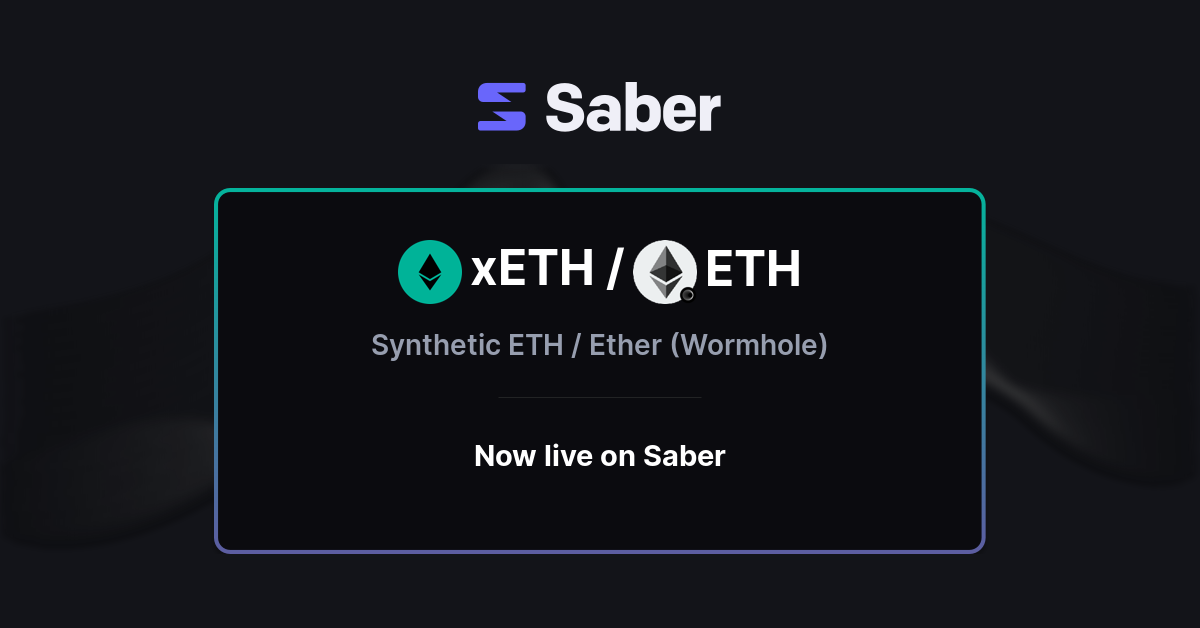 Saber
xETH / ETH
Synthetic ETH / Ether (Wormhole)
Now live on Saber